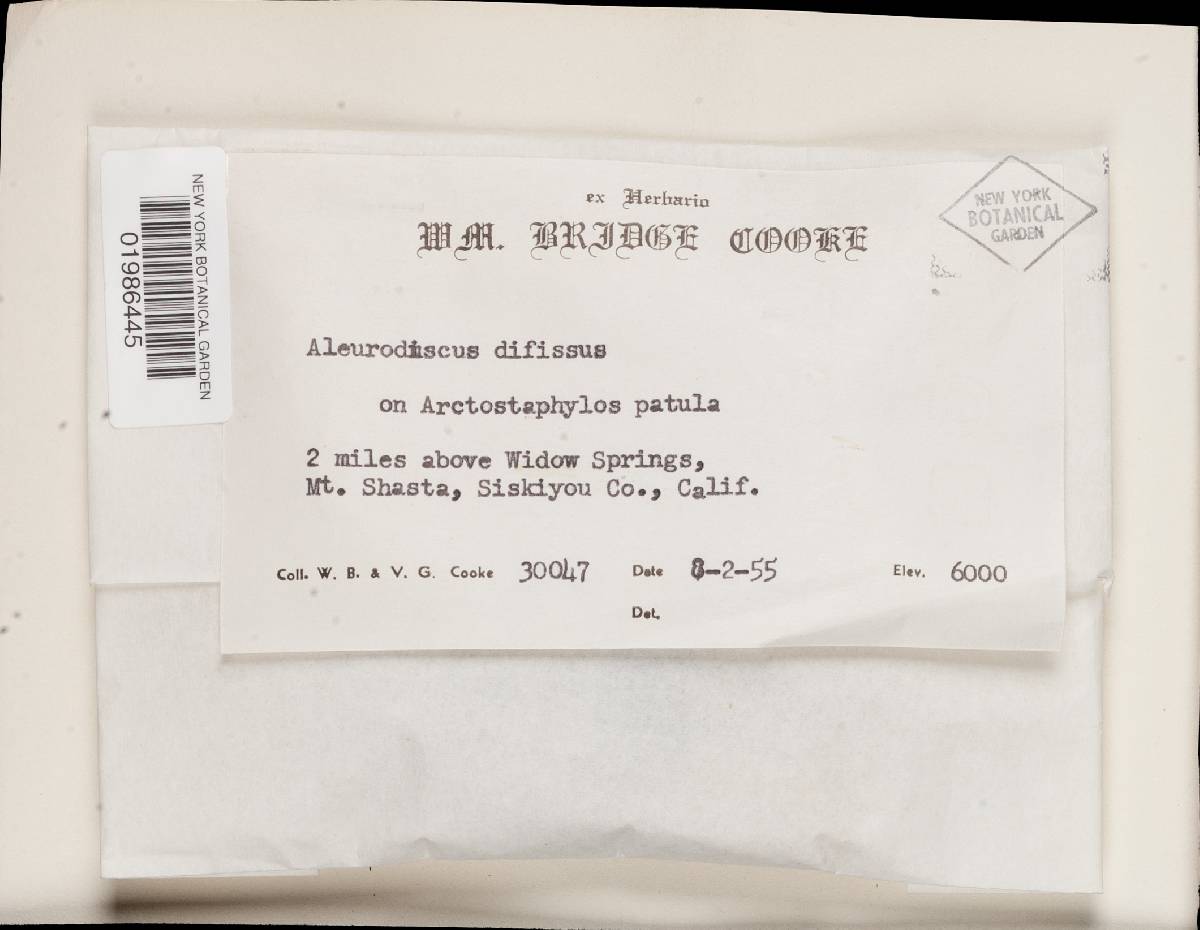 ex Herbario
WM. BRIDGE COOKE
NEW YORK
BOTANICAL
GARDEN
NEW YORK BOTANICAL GARDEN
01986445
Aleurodiscus difissus
on Arctostaphylos patula
2 miles above Widow Springs,
Mt. Shasta, Siskiyou Co., Calif.
Coll. W. B. & V. G. Cooke 30047 Date 8-2-55 Elev. 6000
Det.